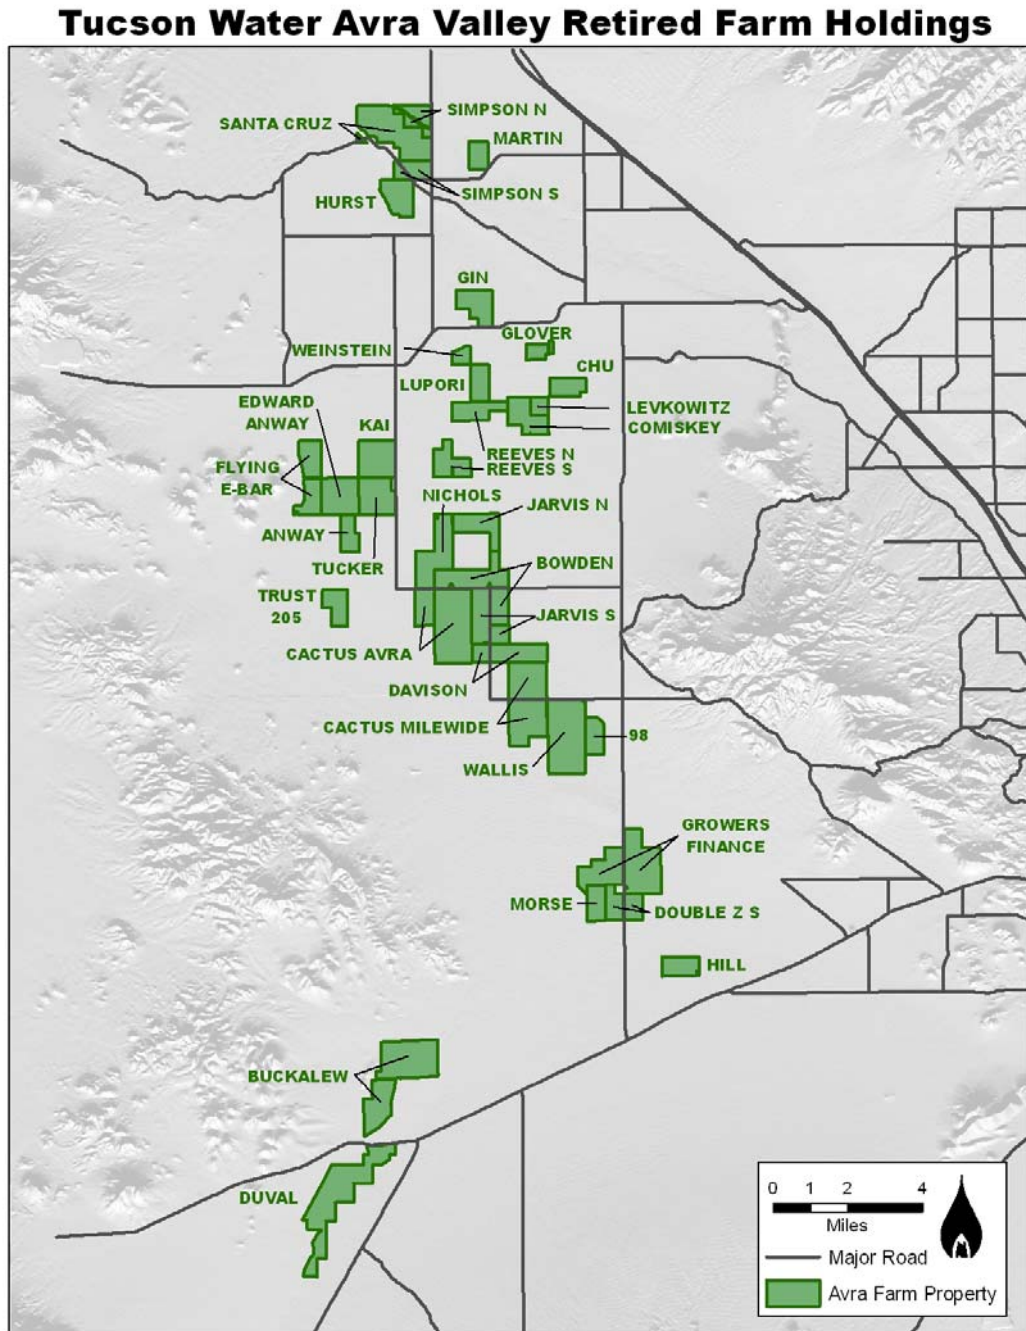 Tucson Water Avra Valley Retired Farm Holdings
SIMPSON N
SANTA CRUZ
MARTIN
SIMPSON S
HURST
GIN
GLOVER
WEINSTEIN
CHU
LUPORI
EDWARD
ANWAY
LEVKOWITZ
COMISKEY
KAI
REEVES N
REEVES S
FLYING
E-BAR
NICHOLS
JARVIS N
ANWAY
TUCKER
BOWDEN
TRUST
205
JARVIS S
CACTUS AVRA
DAVISON
CACTUS MILEWIDE
98
WALLIS
GROWERS
FINANCE
MORSE
DOUBLE Z S
HILL
BUCKALEW
DUVAL
0 1 2 4
Miles
Major Road
Avra Farm Property